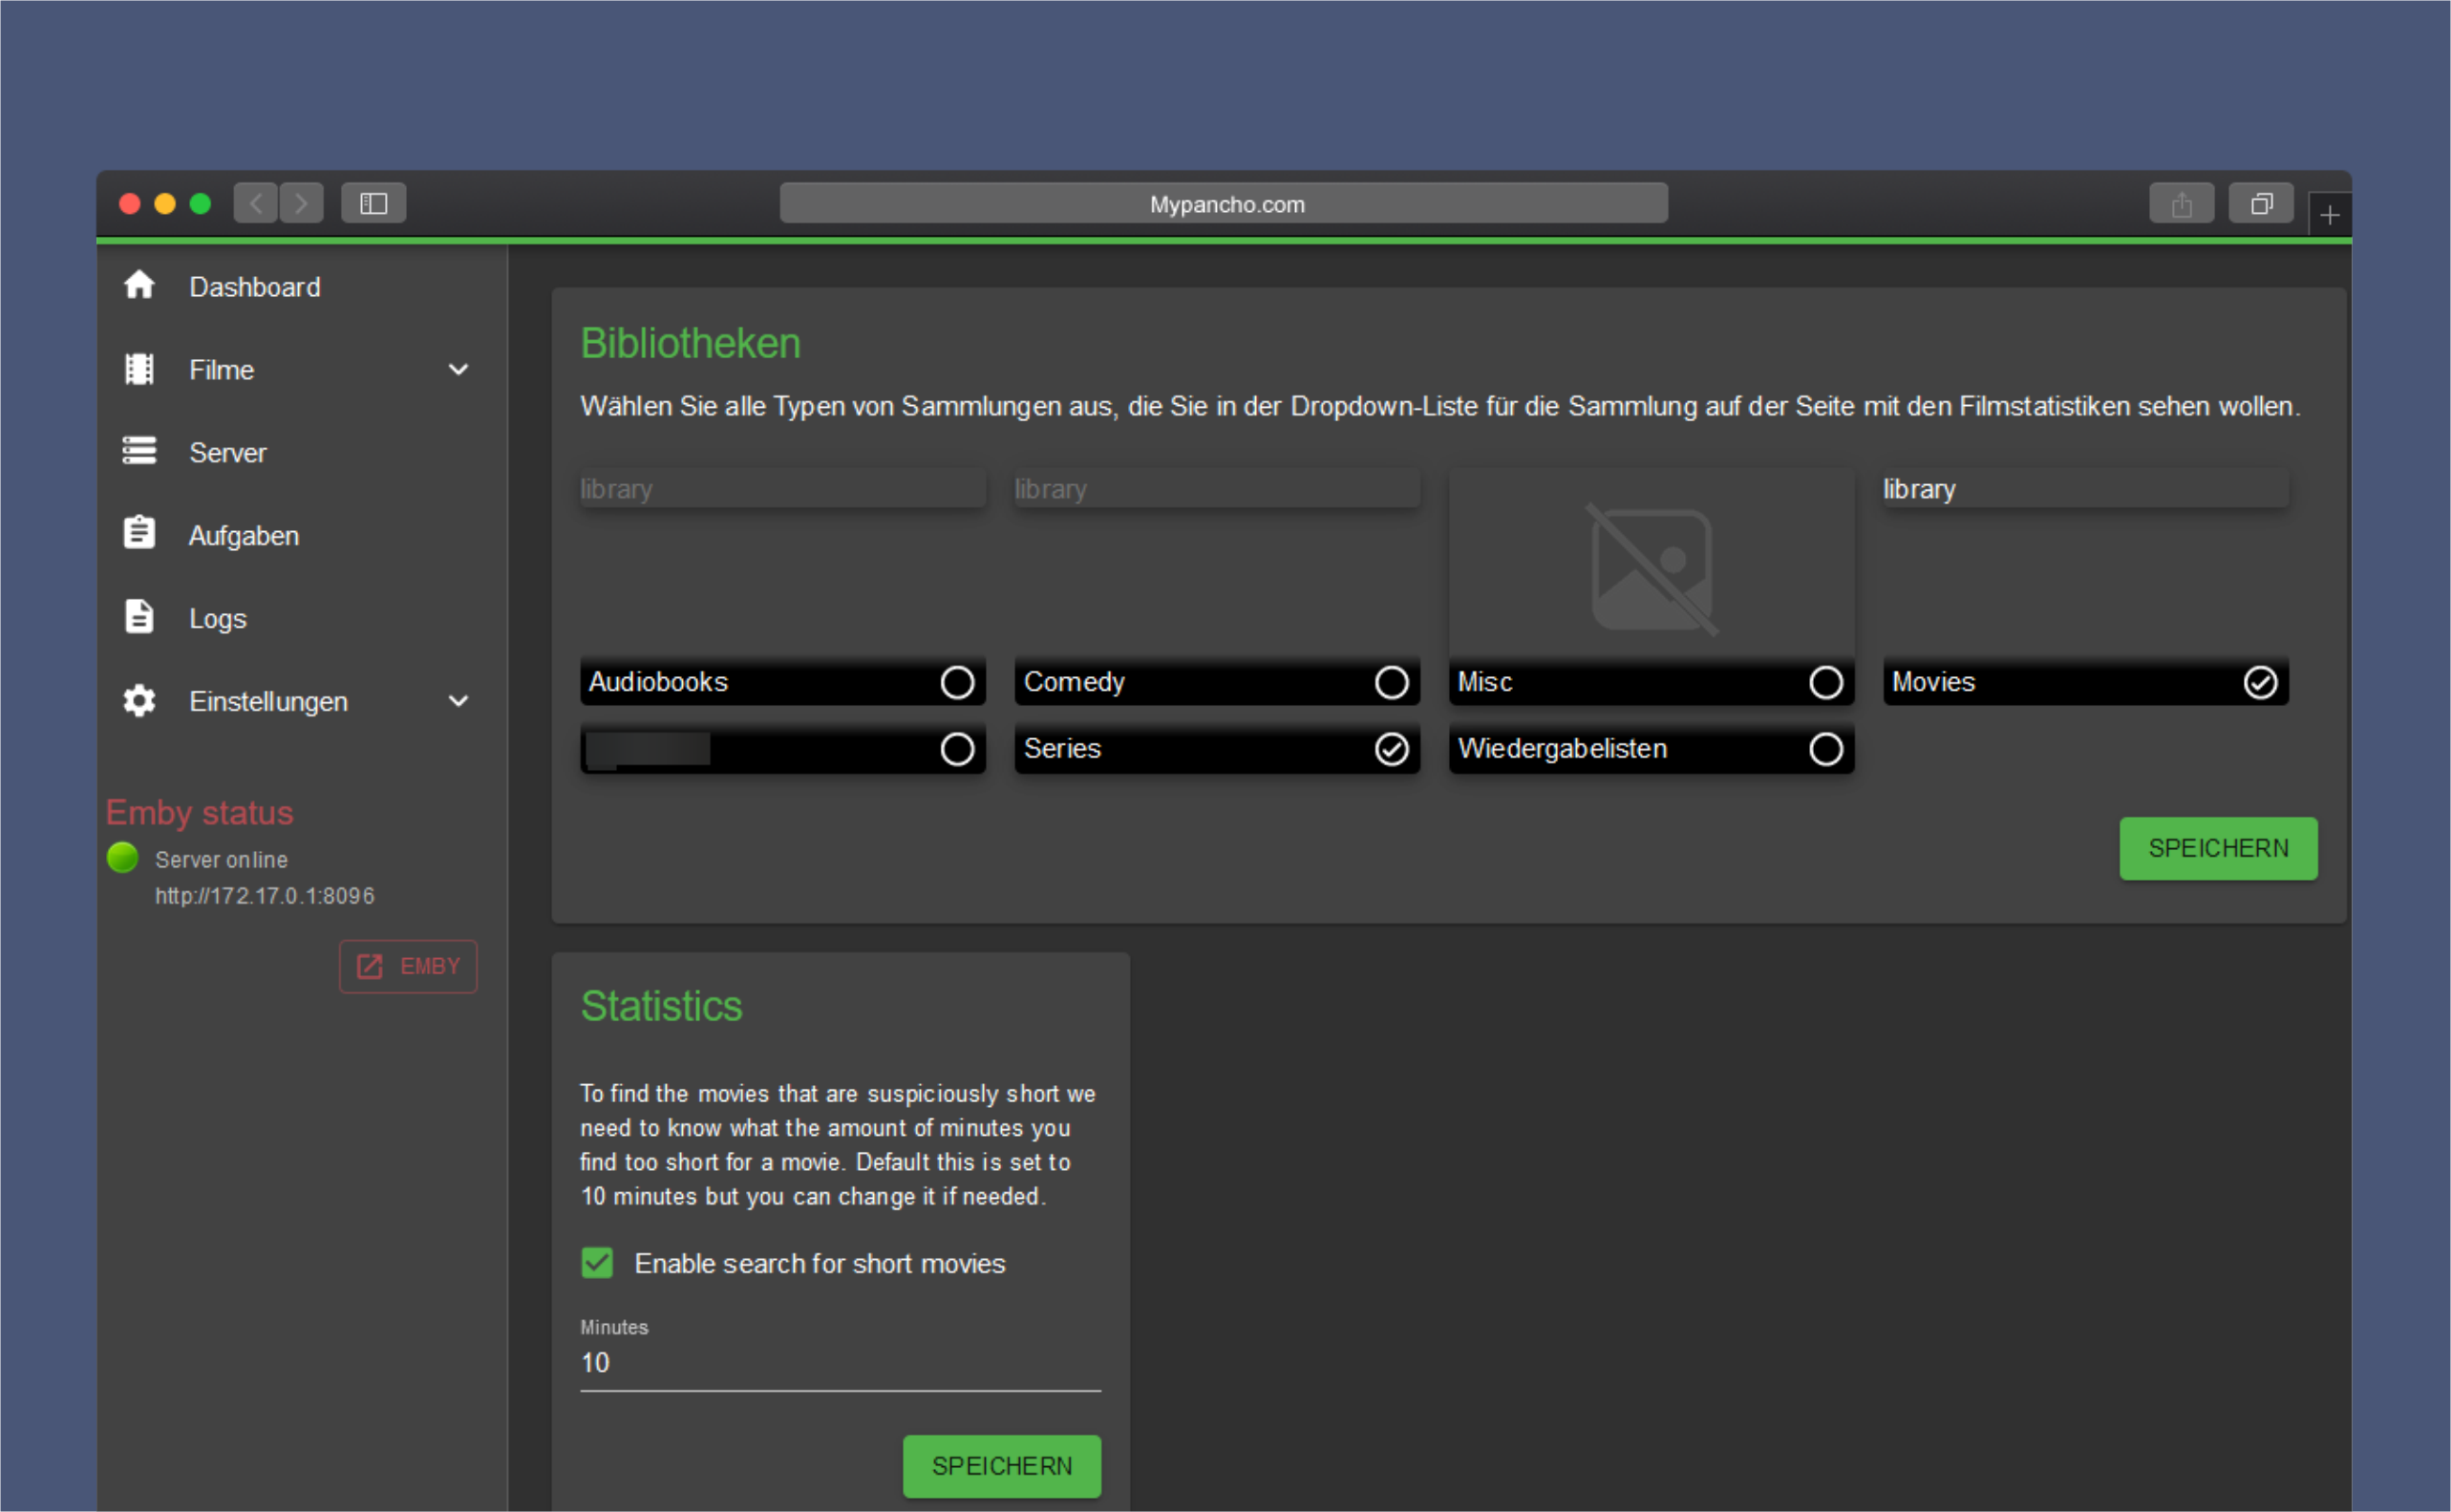 Mypancho.com
Dashboard
Filme
Server
Aufgaben
Logs
Einstellungen
Emby status
Server online
http://172.17.0.1:8096
EMBY
Bibliotheken
Wählen Sie alle Typen von Sammlungen aus, die Sie in der Dropdown-Liste für die Sammlung auf der Seite mit den Filmstatistiken sehen wollen.
library
library
library
Audiobooks
Comedy
Misc
Movies
Series
Wiedergabelisten
SPEICHERN
Statistics
To find the movies that are suspiciously short we
need to know what the amount of minutes you
find too short for a movie. Default this is set to
10 minutes but you can change it if needed.
Enable search for short movies
Minutes
10
SPEICHERN